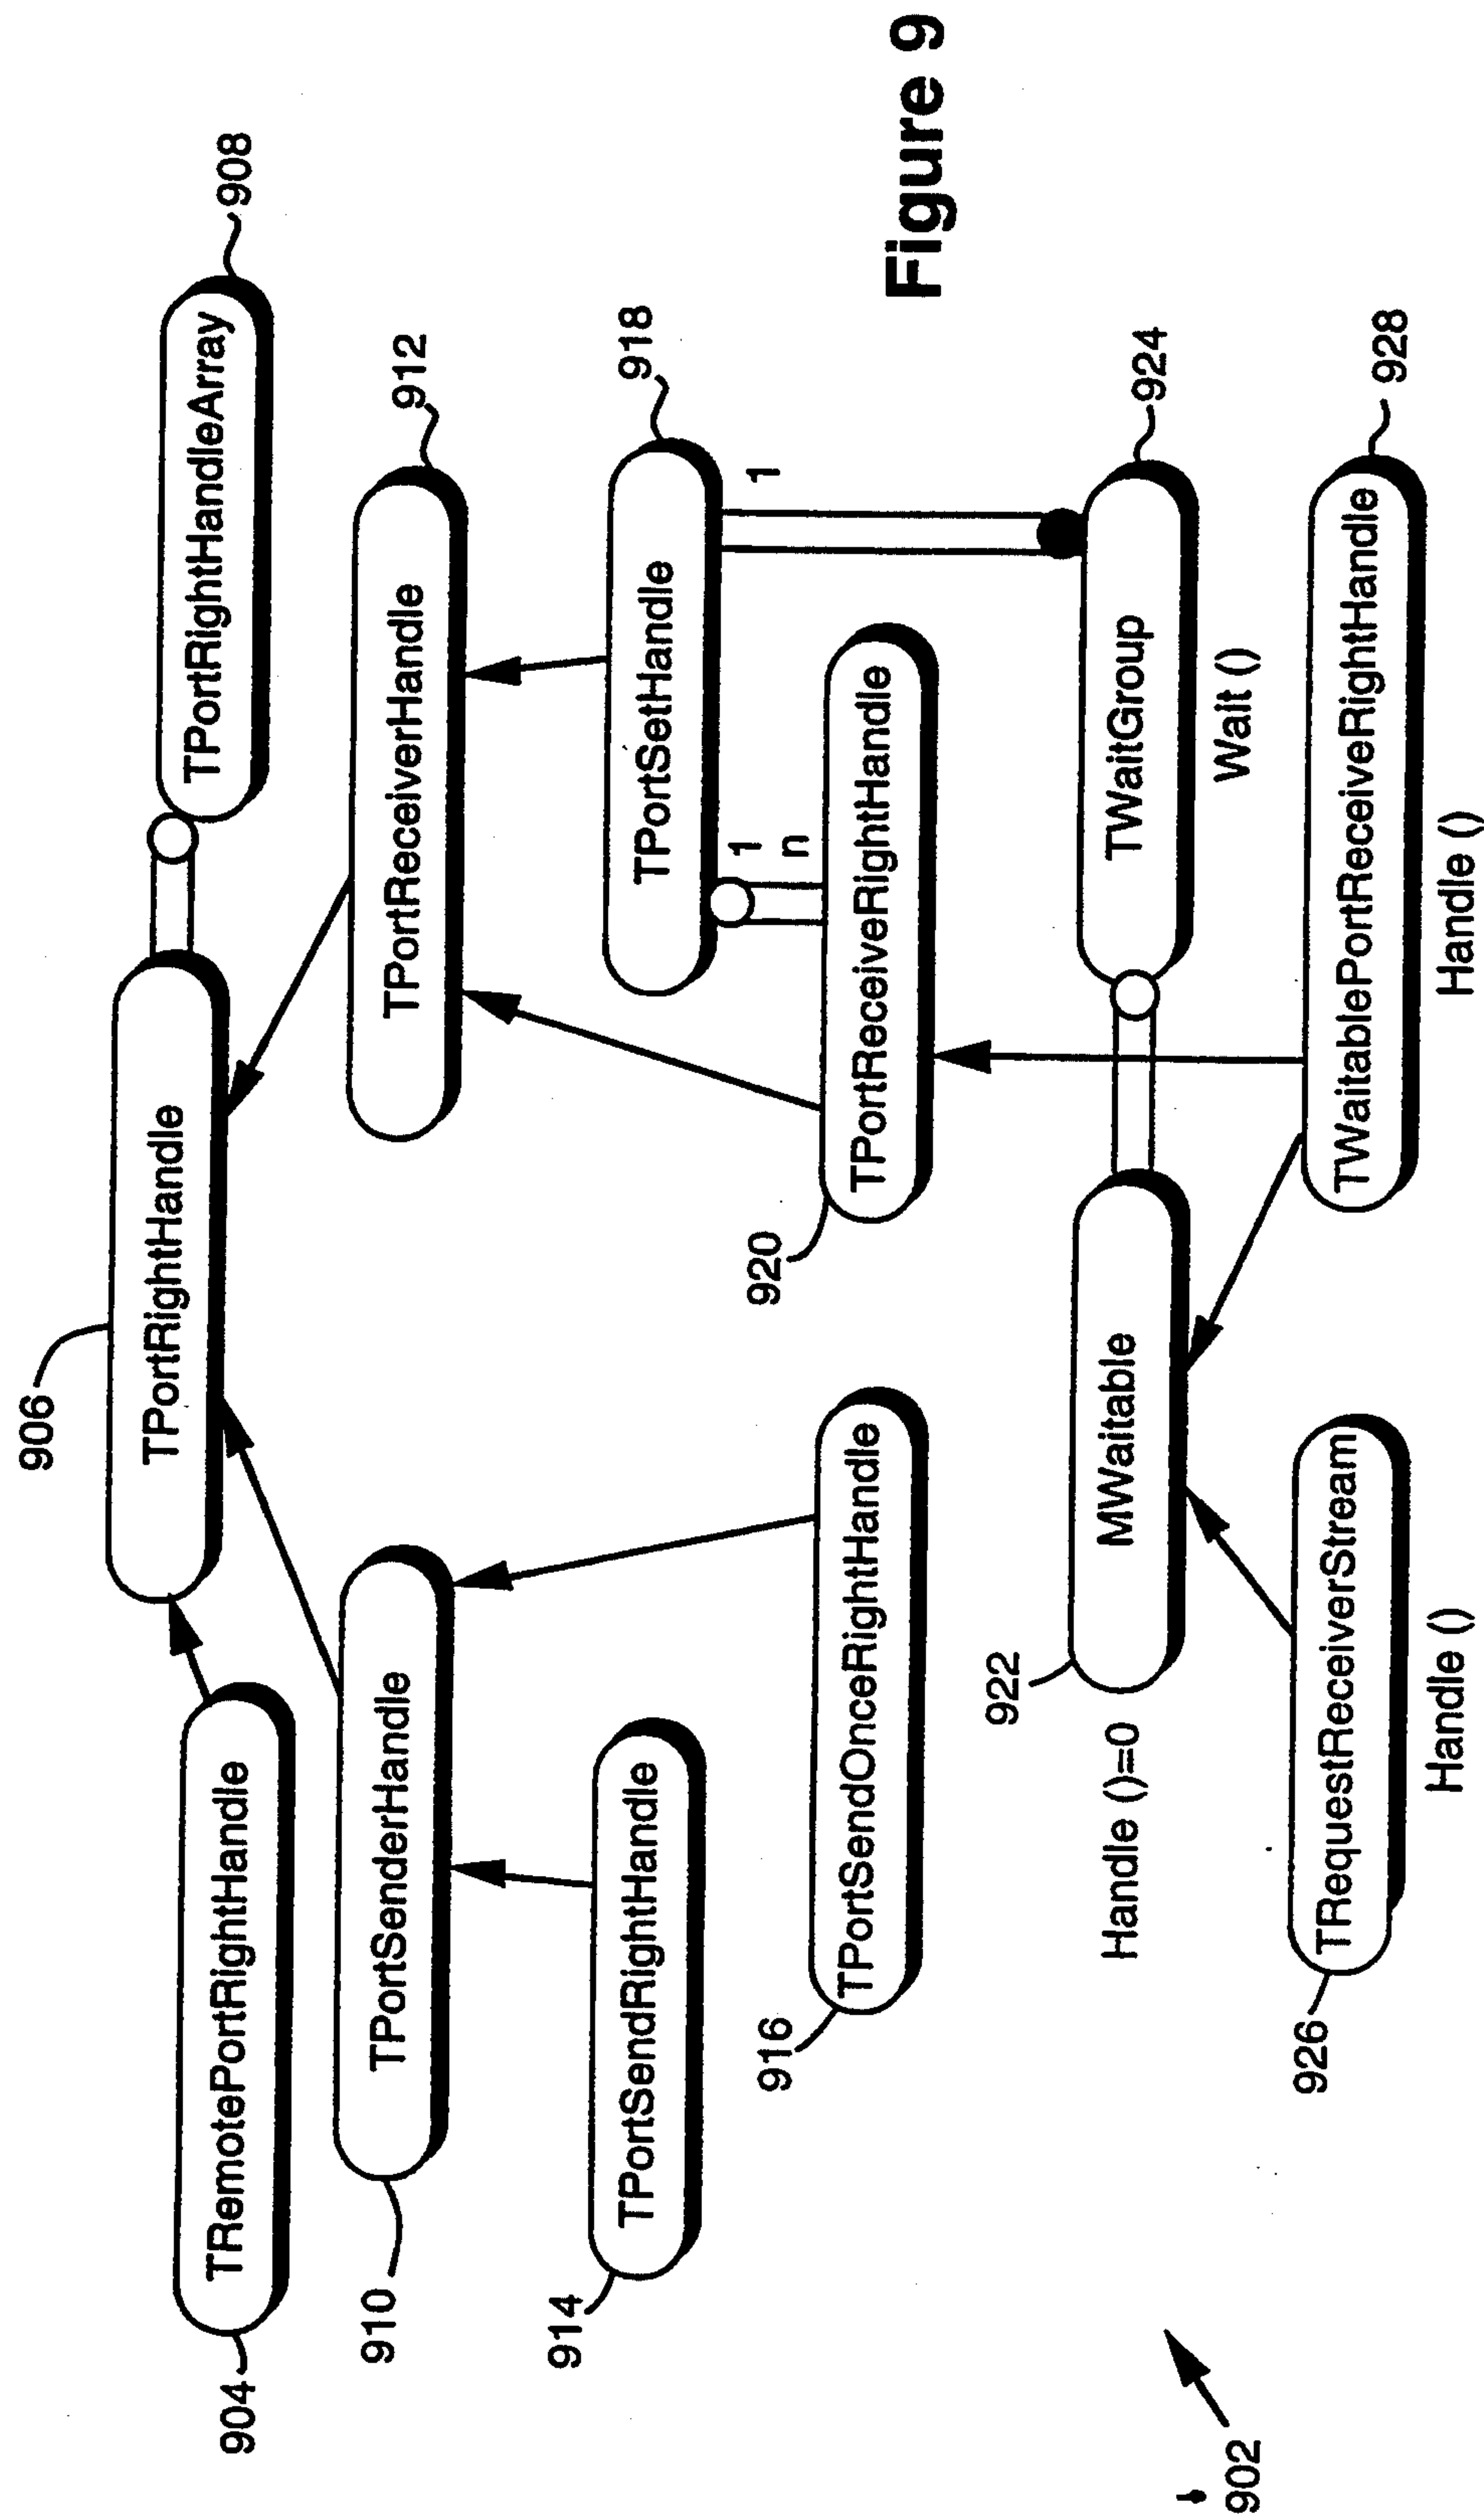 906
TPortRightHandle
908
TPortRightHandleArray
904
TRemotePortRightHandle
910
TPortSenderHandle
912
TPortReceiverHandle
914
TPortSendRightHandle
918
TPortSetHandle
1
n
1
916
TPortSendOnceRightHandle
920
TPortReceiveRightHandle
Figure 9
922
Handle ()=0
MWaitable
TWaitGroup
924
Wait ()
926
TRequestReceiverStream
Handle ()
TWaitablePortReceiveRightHandle
928
Handle ()
902